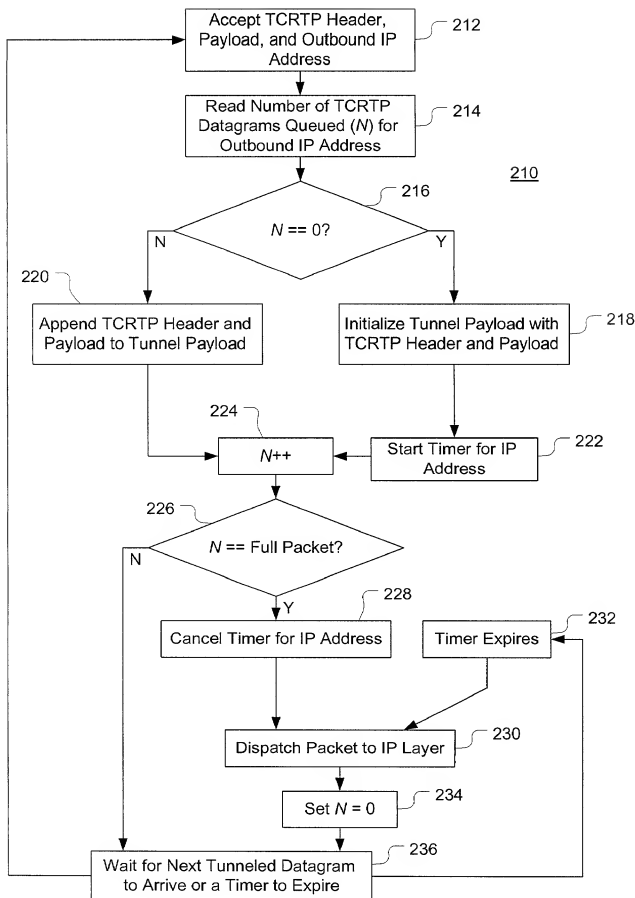 Accept TCRTP Header,
Payload, and Outbound IP
Address
212
Read Number of TCRTP
Datagrams Queued (N) for
Outbound IP Address
214
210
216
N == 0?
N
Y
220
Append TCRTP Header and
Payload to Tunnel Payload
Initialize Tunnel Payload with
TCRTP Header and Payload
218
224
N++
Start Timer for IP
Address
222
226
N == Full Packet?
N
Y
228
Cancel Timer for IP Address
Timer Expires
232
Dispatch Packet to IP Layer
230
Set N = 0
234
236
Wait for Next Tunneled Datagram
to Arrive or a Timer to Expire